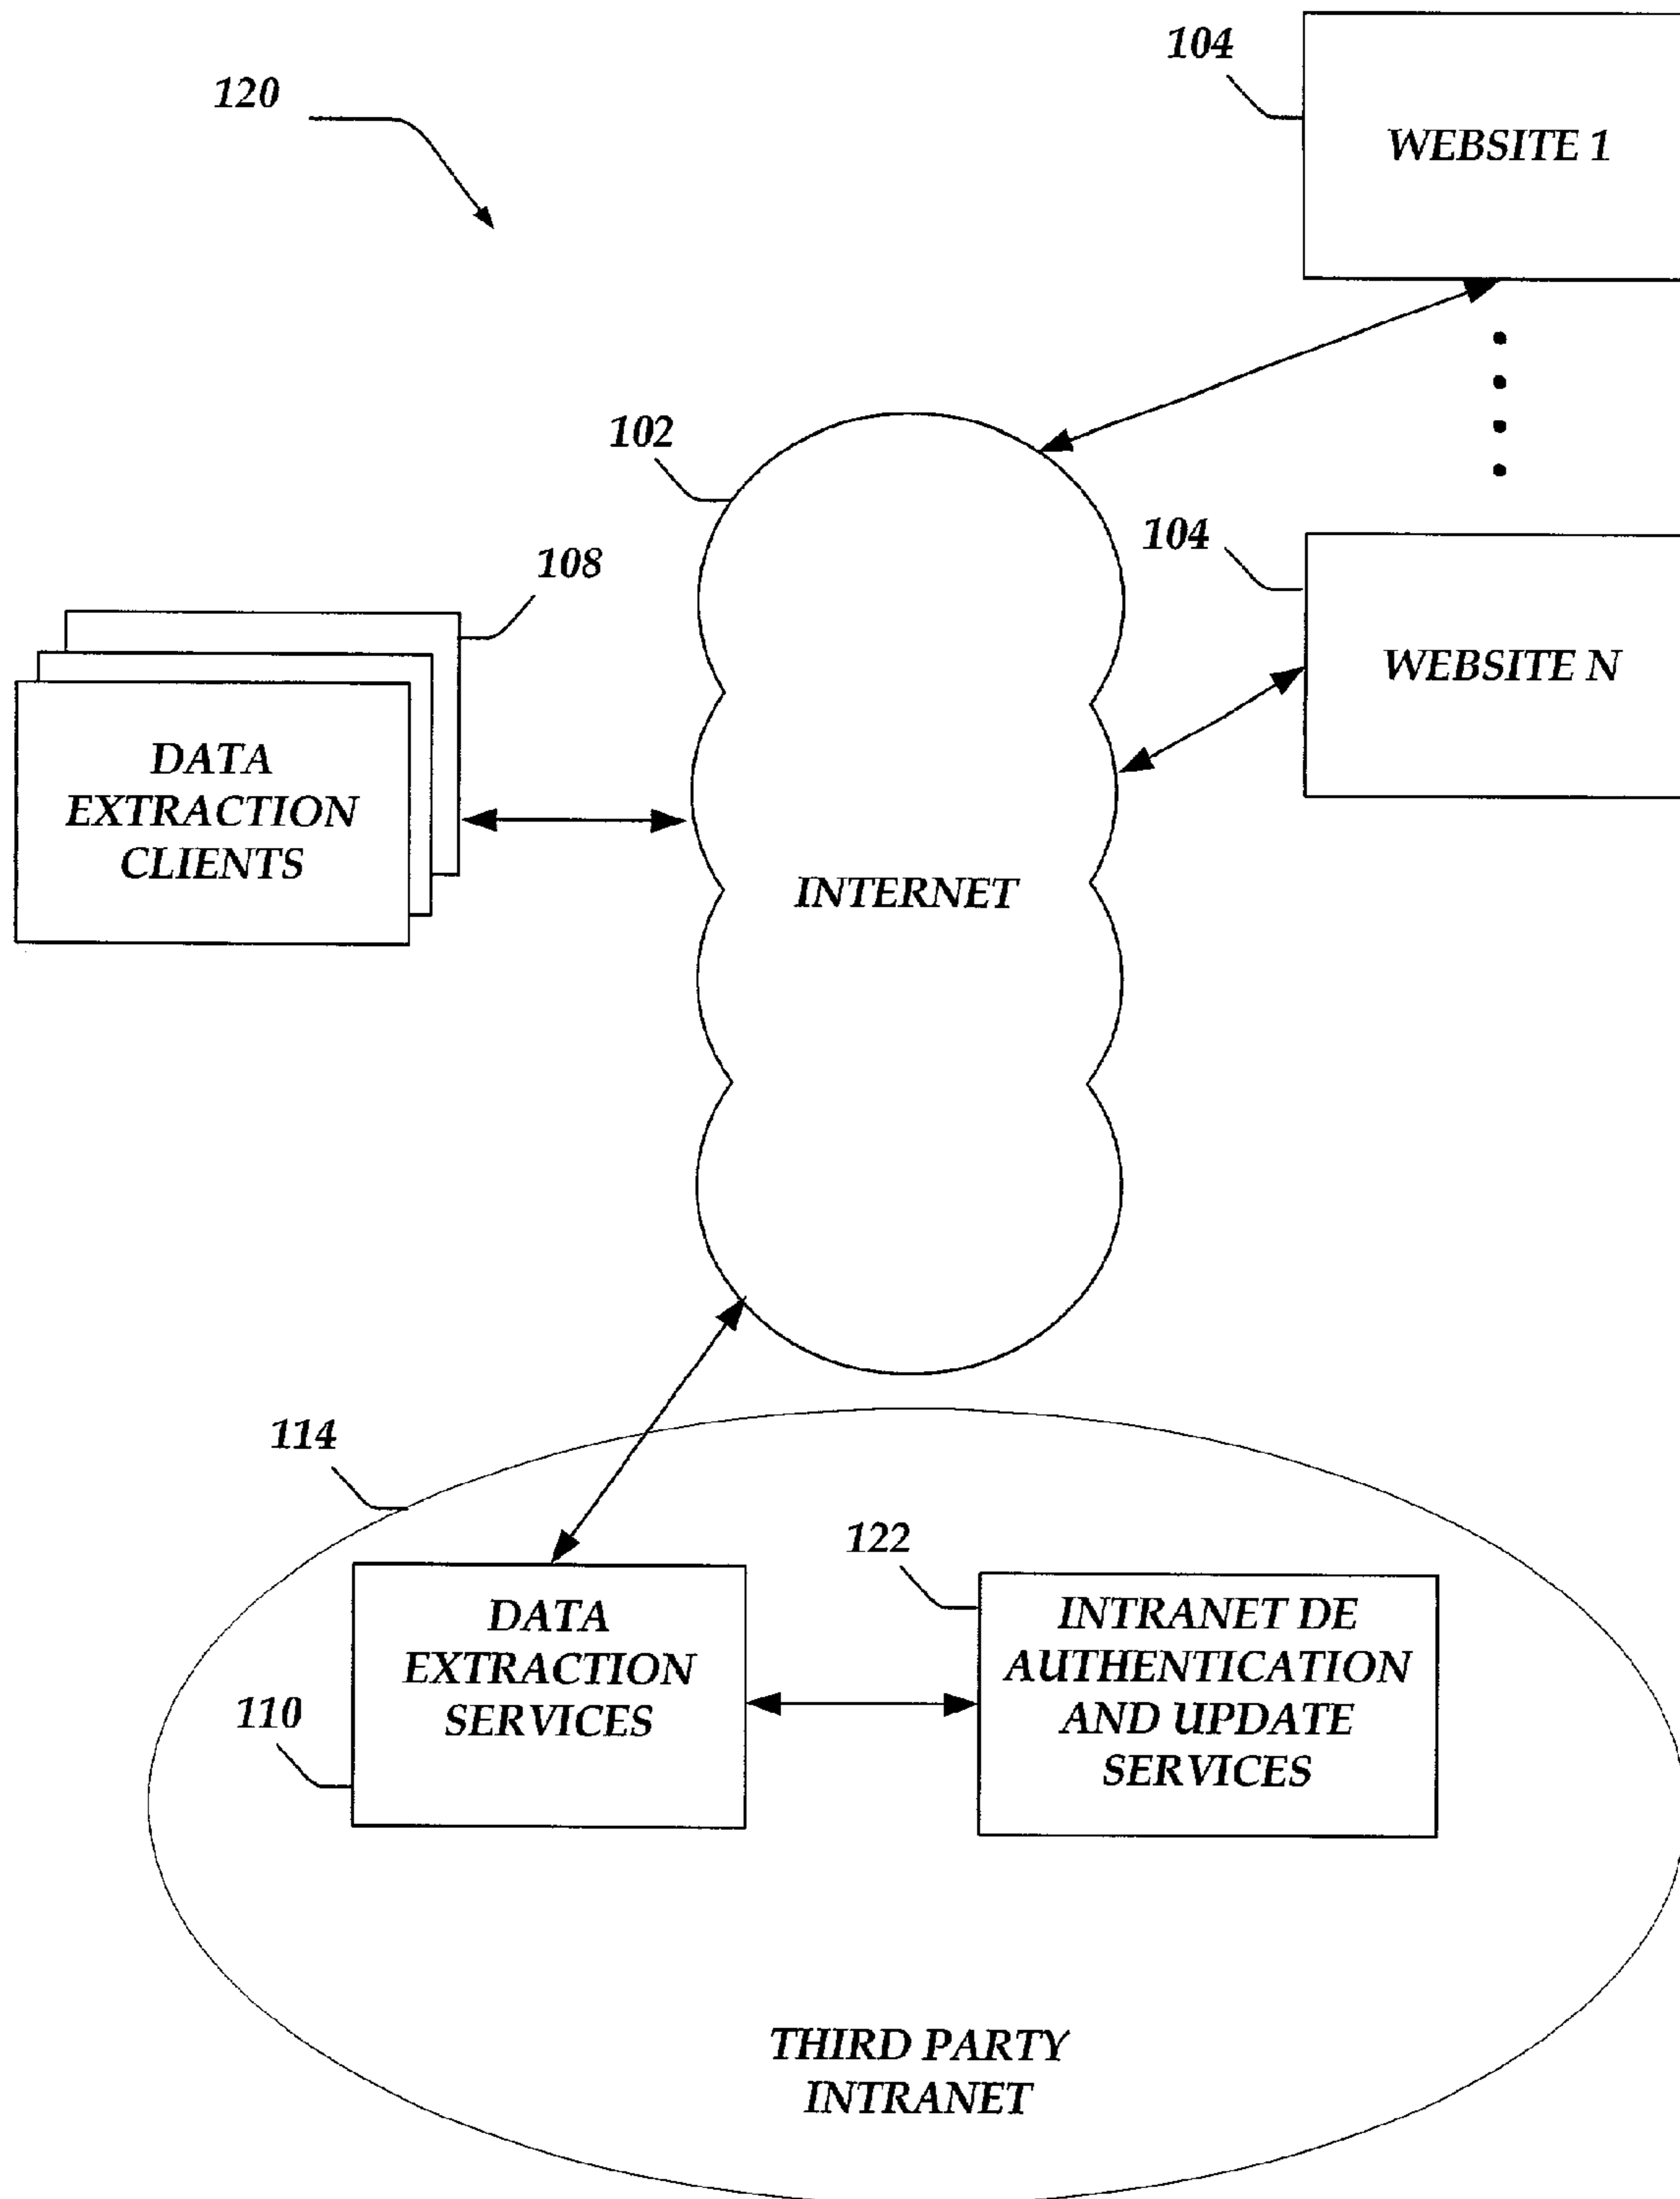 104
120
WEBSITE 1
102
104
108
WEBSITE N
DATA
EXTRACTION
CLIENTS
INTERNET
114
122
DATA
EXTRACTION
SERVICES
INTRANET DE
AUTHENTICATION
AND UPDATE
SERVICES
110
THIRD PARTY
INTRANET